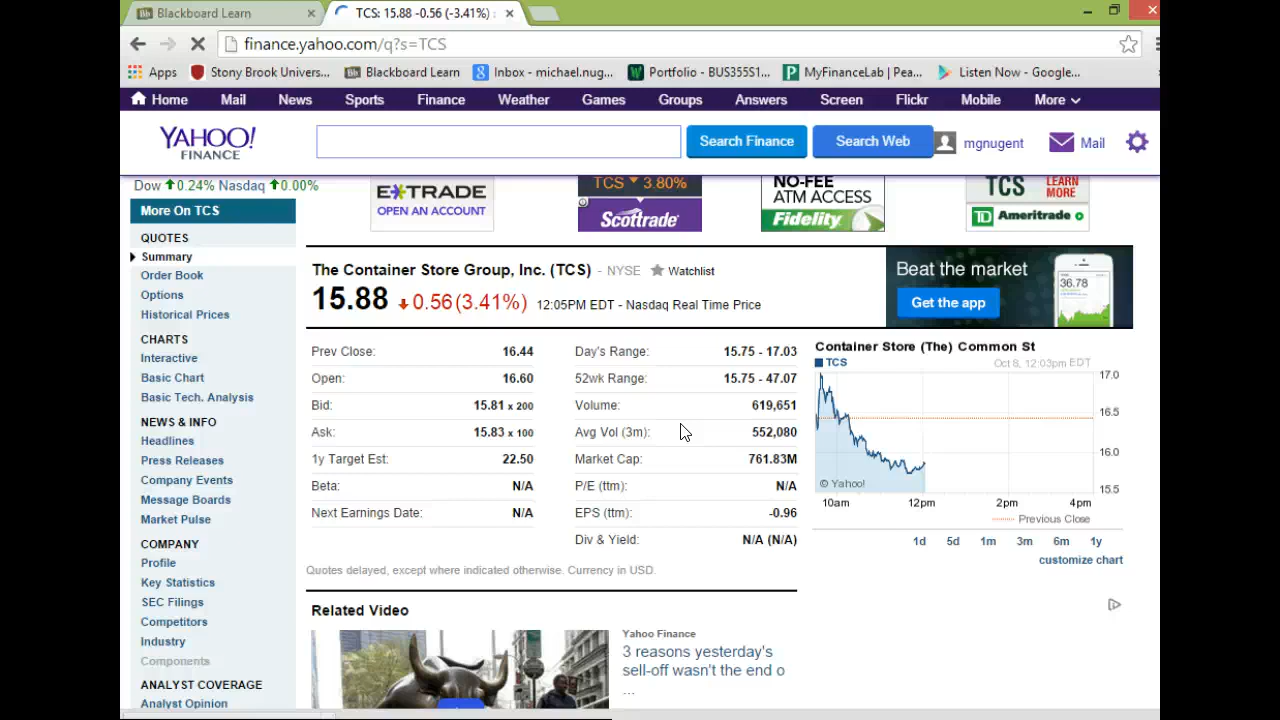 Blackboard Learn
TCS: 15.88 -0.56 (-3.41%)
finance.yahoo.com/q?s=TCS
Apps Stony Brook Univers... Blackboard Learn Inbox - michael.nug... Portfolio - BUS355S1... MyFinanceLab | Pea... Listen Now - Google...
Home Mail News Sports Finance Weather Games Groups Answers Screen Flickr Mobile More
YAHOO!
FINANCE
Search Finance
Search Web
mgnugent
Mail
Dow 0.24% Nasdaq 0.00%
E*TRADE
OPEN AN ACCOUNT
TCS 3.80%
Scottrade
NO-FEE
ATM ACCESS
Fidelity
TCS LEARN
MORE
TD Ameritrade
More On TCS
QUOTES
Summary
Order Book
Options
Historical Prices
CHARTS
Interactive
Basic Chart
Basic Tech. Analysis
NEWS & INFO
Headlines
Press Releases
Company Events
Message Boards
Market Pulse
COMPANY
Profile
Key Statistics
SEC Filings
Competitors
Industry
Components
ANALYST COVERAGE
Analyst Opinion
The Container Store Group, Inc. (TCS) - NYSE Watchlist
15.88 0.56(3.41%) 12:05PM EDT - Nasdaq Real Time Price
Beat the market
Get the app
36.78
Prev Close: 16.44
Open: 16.60
Bid: 15.81 x 200
Ask: 15.83 x 100
1y Target Est: 22.50
Beta: N/A
Next Earnings Date: N/A
Day's Range: 15.75 - 17.03
52wk Range: 15.75 - 47.07
Volume: 619,651
Avg Vol (3m): 552,080
Market Cap: 761.83M
P/E (ttm): N/A
EPS (ttm): -0.96
Div & Yield: N/A (N/A)
Quotes delayed, except where indicated otherwise. Currency in USD.
Container Store (The) Common St
TCS Oct 8, 12:03pm EDT
17.0
16.5
16.0
15.5
© Yahoo!
10am 12pm 2pm 4pm
Previous Close
1d 5d 1m 3m 6m 1y
customize chart
Related Video
Yahoo Finance
3 reasons yesterday's
sell-off wasn't the end o
...